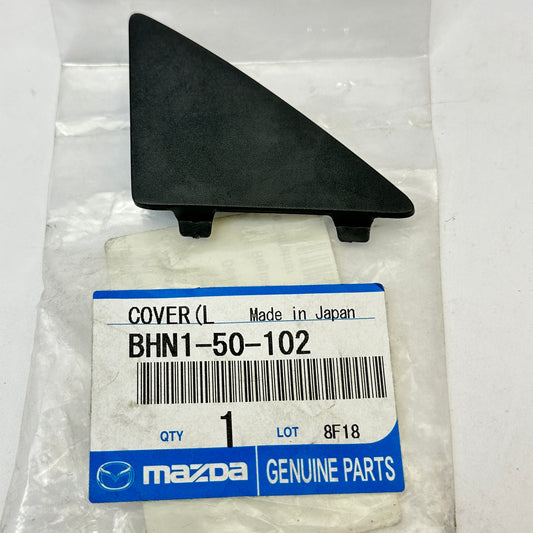 COVER(L Made in Japan
BHN1-50-102
QTY 1 LOT 8F18
mazda GENUINE PARTS